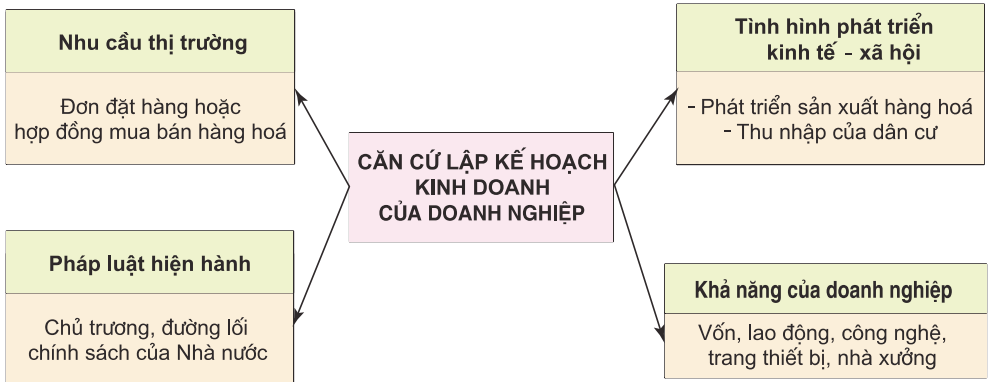 Nhu cầu thị trường
Đơn đặt hàng hoặc
hợp đồng mua bán hàng hoá
Tình hình phát triển
kinh tế - xã hội
- Phát triển sản xuất hàng hoá
- Thu nhập của dân cư
CĂN CỨ LẬP KẾ HOẠCH
KINH DOANH
CỦA DOANH NGHIỆP
Pháp luật hiện hành
Chủ trương, đường lối
chính sách của Nhà nước
Khả năng của doanh nghiệp
Vốn, lao động, công nghệ,
trang thiết bị, nhà xưởng